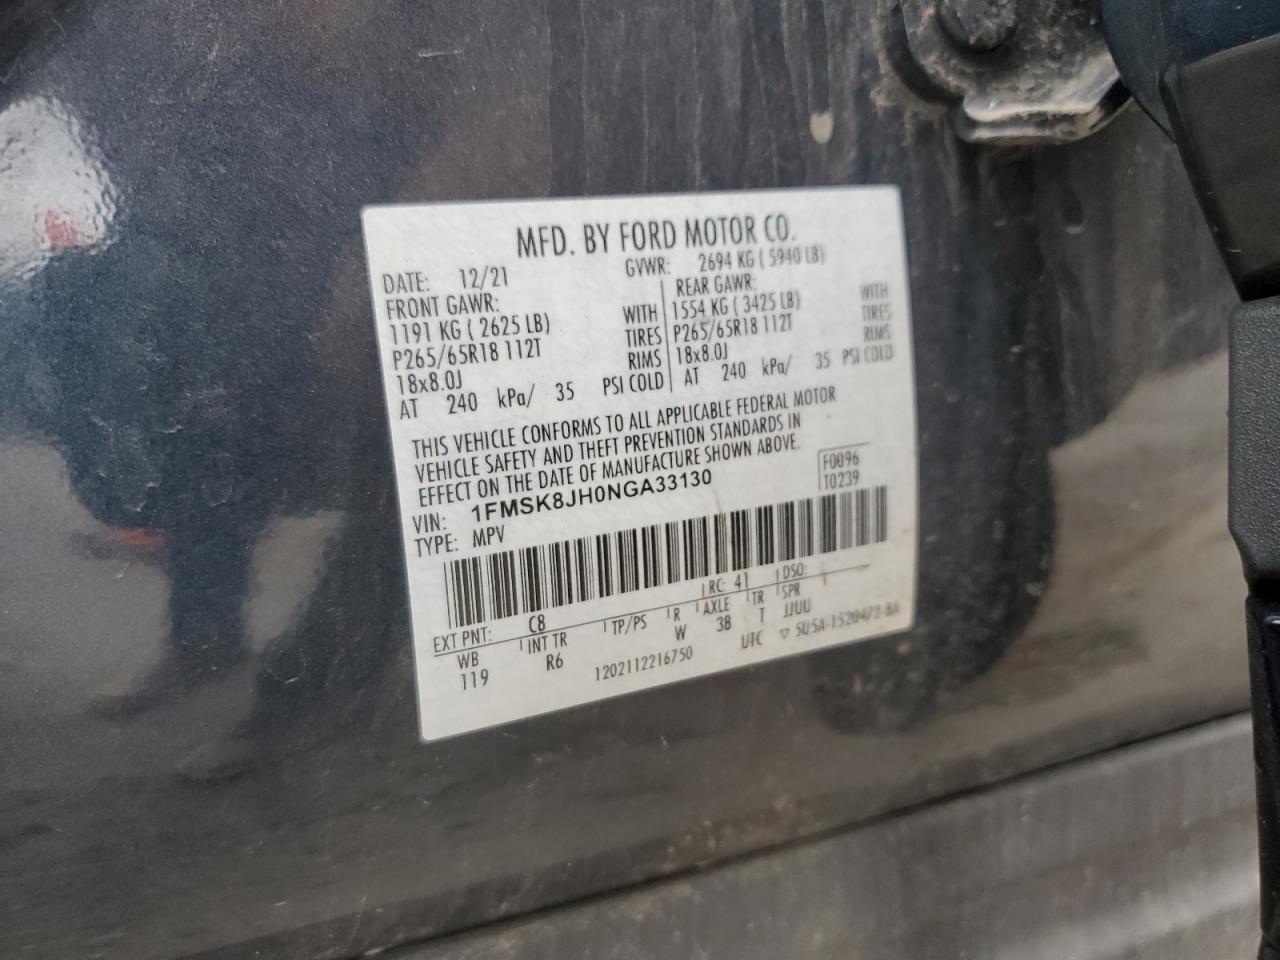 MFD. BY FORD MOTOR CO.
DATE: 12/21 GVWR: 2694 KG ( 5940 LB)
FRONT GAWR: REAR GAWR:
1191 KG ( 2625 LB) WITH 1554 KG ( 3425 LB) WITH
P265/65R18 112T TIRES P265/65R18 112T TIRES
18x8.0J RIMS 18x8.0J RIMS
AT 240 kPa/ 35 PSI COLD AT 240 kPa/ 35 PSI COLD
THIS VEHICLE CONFORMS TO ALL APPLICABLE FEDERAL MOTOR
VEHICLE SAFETY AND THEFT PREVENTION STANDARDS IN
EFFECT ON THE DATE OF MANUFACTURE SHOWN ABOVE.
F0096
VIN: 1FMSK8JH0NGA33130 T0239
TYPE: MPV
EXT PNT: C8 RC: 41 DSO:
WB INT TR TP/PS R AXLE TR SPR
119 R6 W 3B T JJUU
1202112216750 UTC ▽ 5U5A-1520472-BA